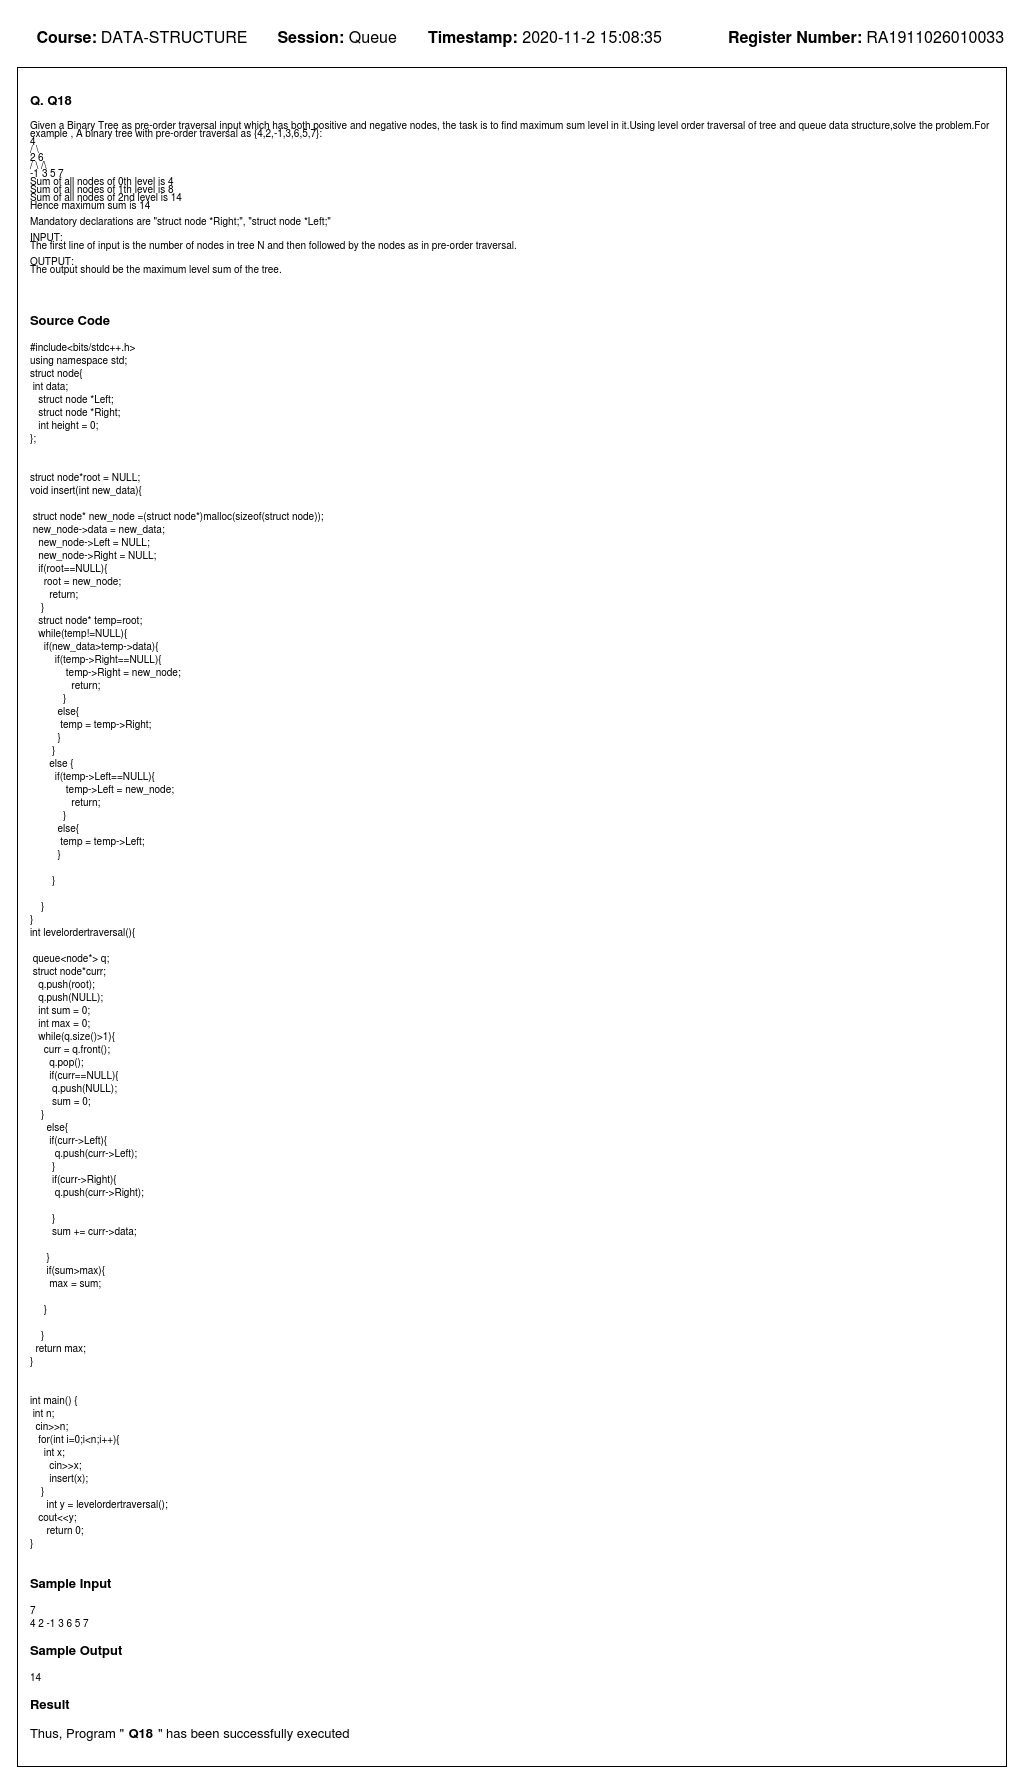 Course: DATA-STRUCTURE Session: Queue Timestamp: 2020-11-2 15:08:35 Register Number: RA1911026010033
Q. Q18
Given a Binary Tree as pre-order traversal input which has both positive and negative nodes, the task is to find maximum sum level in it.Using level order traversal of tree and queue data structure,solve the problem.For
example , A binary tree with pre-order traversal as {4,2,-1,3,6,5,7}:
4
/ \
2 6
/ \ /\
-1 3 5 7
Sum of all nodes of 0th level is 4
Sum of all nodes of 1th level is 8
Sum of all nodes of 2nd level is 14
Hence maximum sum is 14
Mandatory declarations are "struct node *Right;", "struct node *Left;"
INPUT:
The first line of input is the number of nodes in tree N and then followed by the nodes as in pre-order traversal.
OUTPUT:
The output should be the maximum level sum of the tree.
Source Code
#include<bits/stdc++.h>
using namespace std;
struct node{
int data;
struct node *Left;
struct node *Right;
int height = 0;
};
struct node*root = NULL;
void insert(int new_data){
struct node* new_node =(struct node*)malloc(sizeof(struct node));
new_node->data = new_data;
new_node->Left = NULL;
new_node->Right = NULL;
if(root==NULL){
root = new_node;
return;
}
struct node* temp=root;
while(temp!=NULL){
if(new_data>temp->data){
if(temp->Right==NULL){
temp->Right = new_node;
return;
}
else{
temp = temp->Right;
}
}
else {
if(temp->Left==NULL){
temp->Left = new_node;
return;
}
else{
temp = temp->Left;
}
}
}
}
int levelordertraversal(){
queue<node*> q;
struct node*curr;
q.push(root);
q.push(NULL);
int sum = 0;
int max = 0;
while(q.size()>1){
curr = q.front();
q.pop();
if(curr==NULL){
q.push(NULL);
sum = 0;
}
else{
if(curr->Left){
q.push(curr->Left);
}
if(curr->Right){
q.push(curr->Right);
}
sum += curr->data;
}
if(sum>max){
max = sum;
}
}
return max;
}
int main() {
int n;
cin>>n;
for(int i=0;i<n;i++){
int x;
cin>>x;
insert(x);
}
int y = levelordertraversal();
cout<<y;
return 0;
}
Sample Input
7
4 2 -1 3 6 5 7
Sample Output
14
Result
Thus, Program " Q18 " has been successfully executed